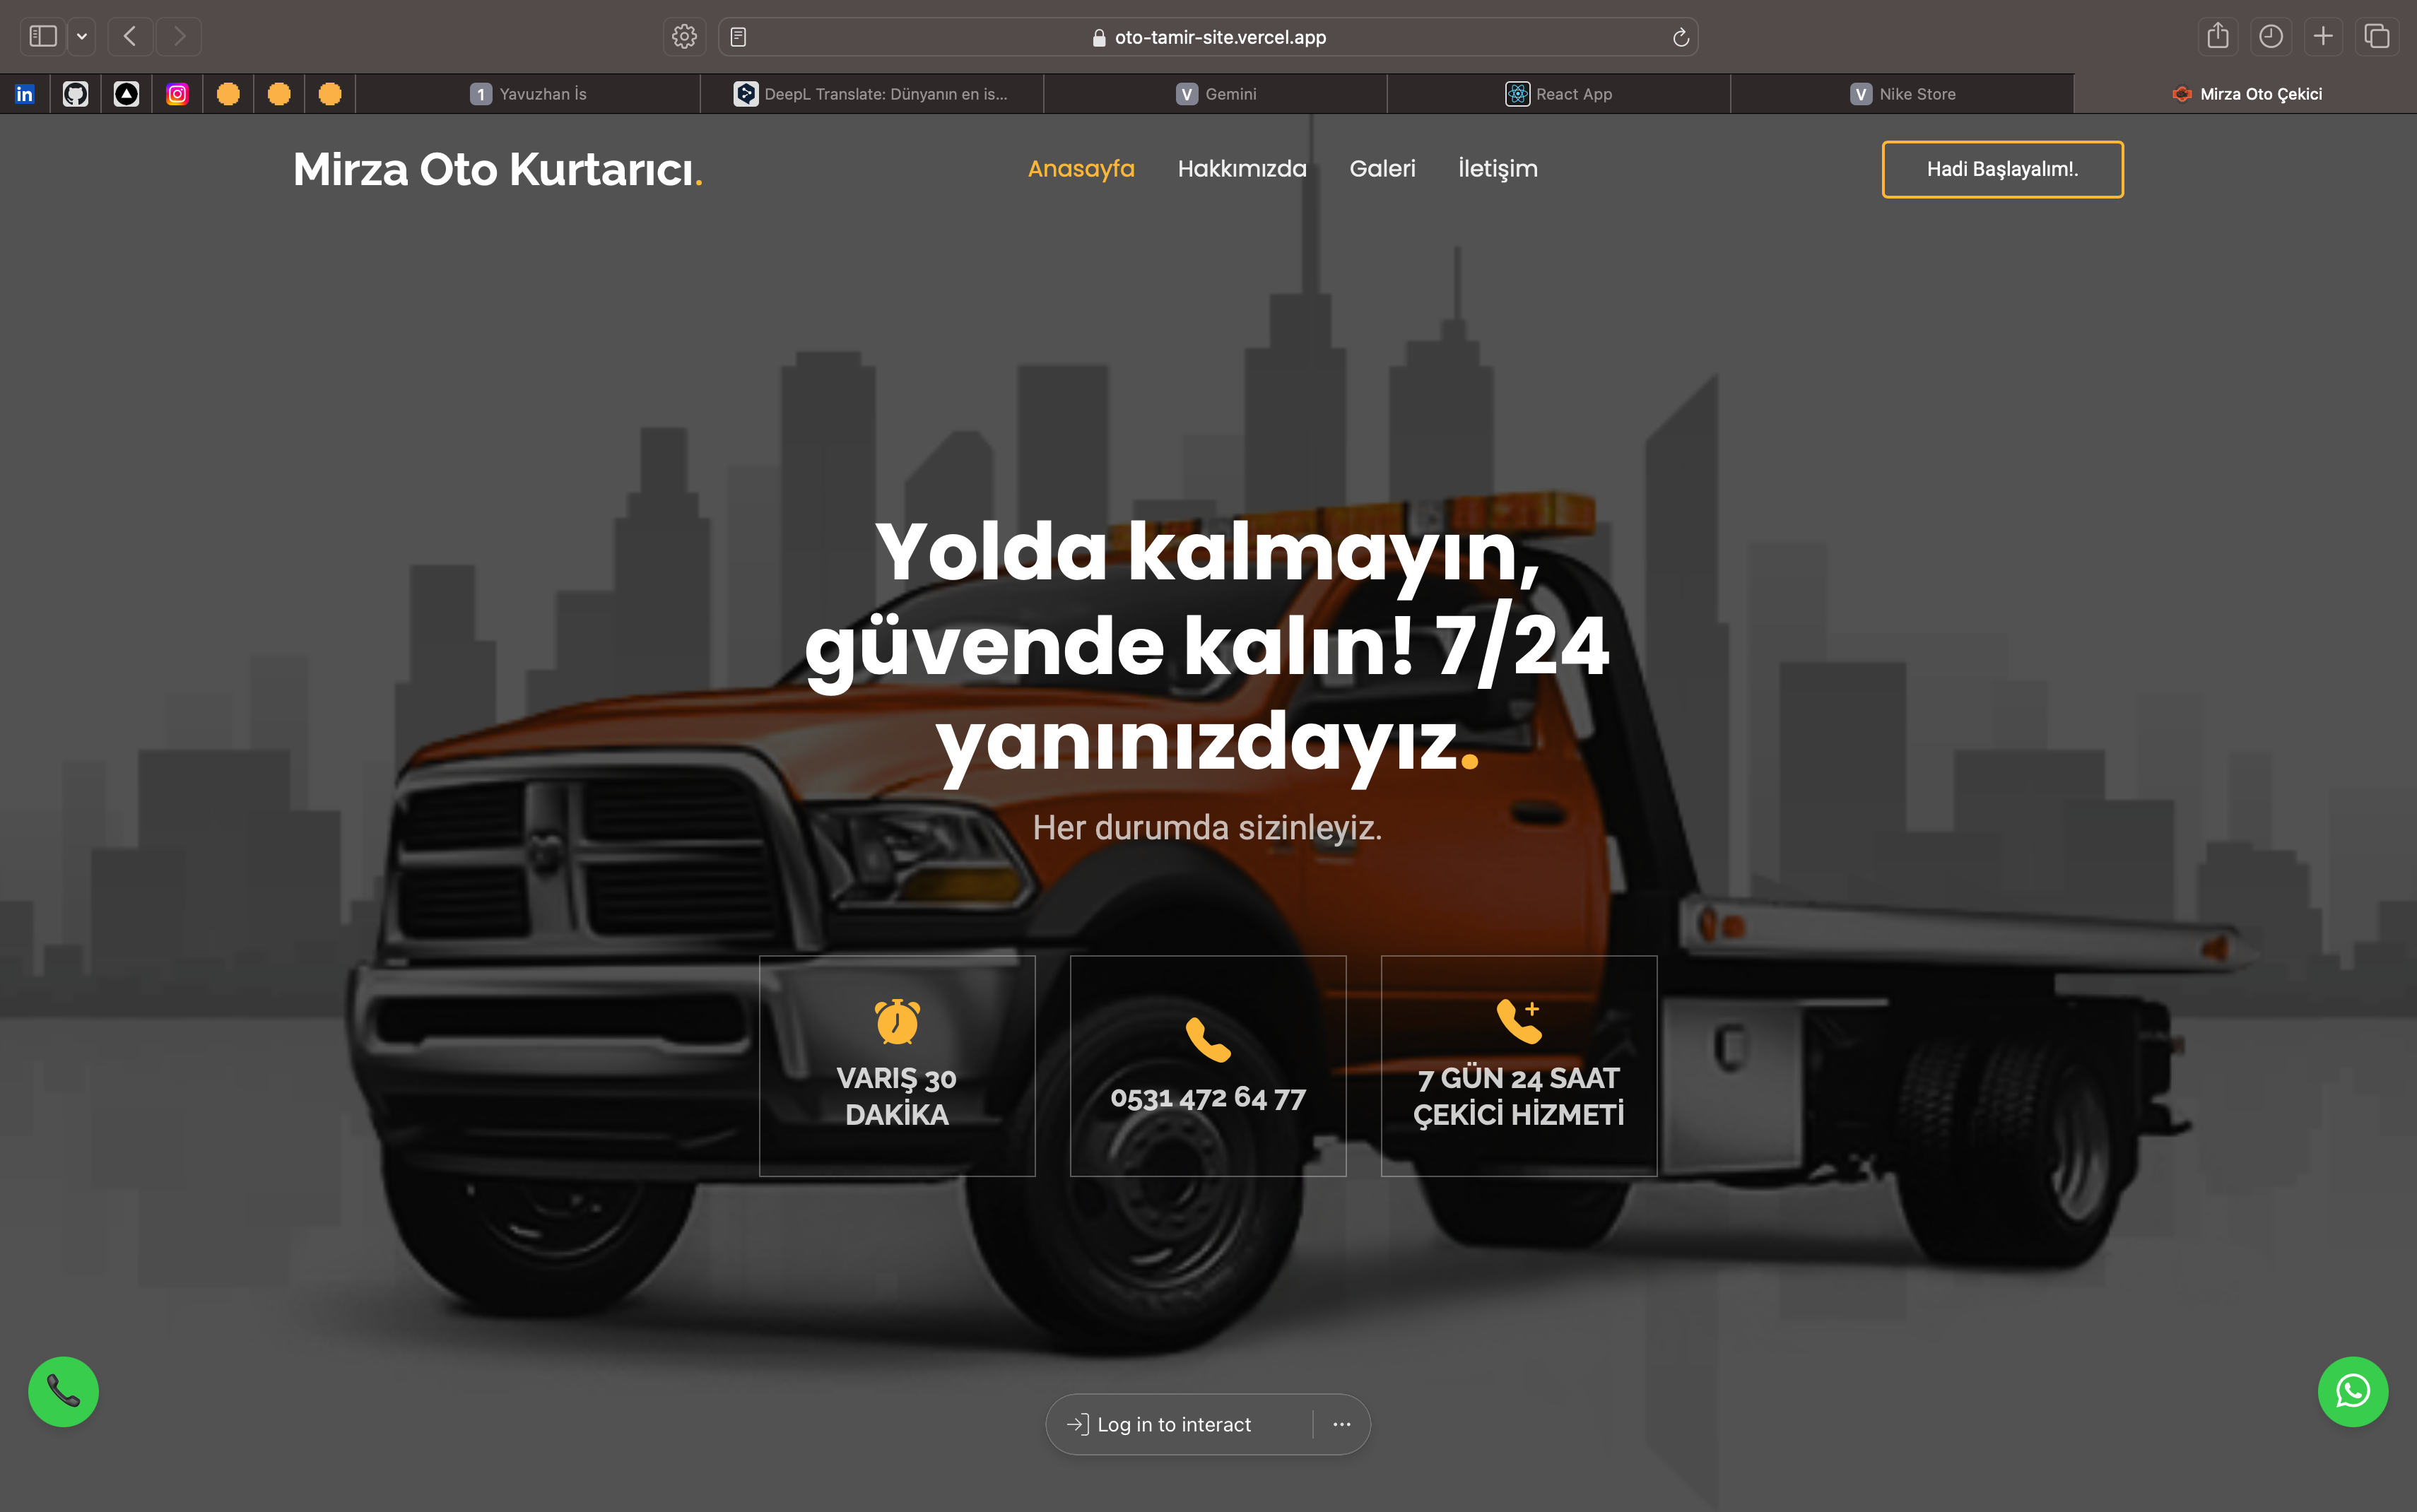 oto-tamir-site.vercel.app
in
1 Yavuzhan İs
DeepL Translate: Dünyanın en is...
V Gemini
React App
V Nike Store
Mirza Oto Çekici
Mirza Oto Kurtarıcı.
Anasayfa Hakkımızda Galeri İletişim
Hadi Başlayalım!.
Yolda kalmayın,
güvende kalın! 7/24
yanınızdayız.
Her durumda sizinleyiz.
VARIŞ 30
DAKİKA
0531 472 64 77
7 GÜN 24 SAAT
ÇEKİCİ HİZMETİ
Log in to interact